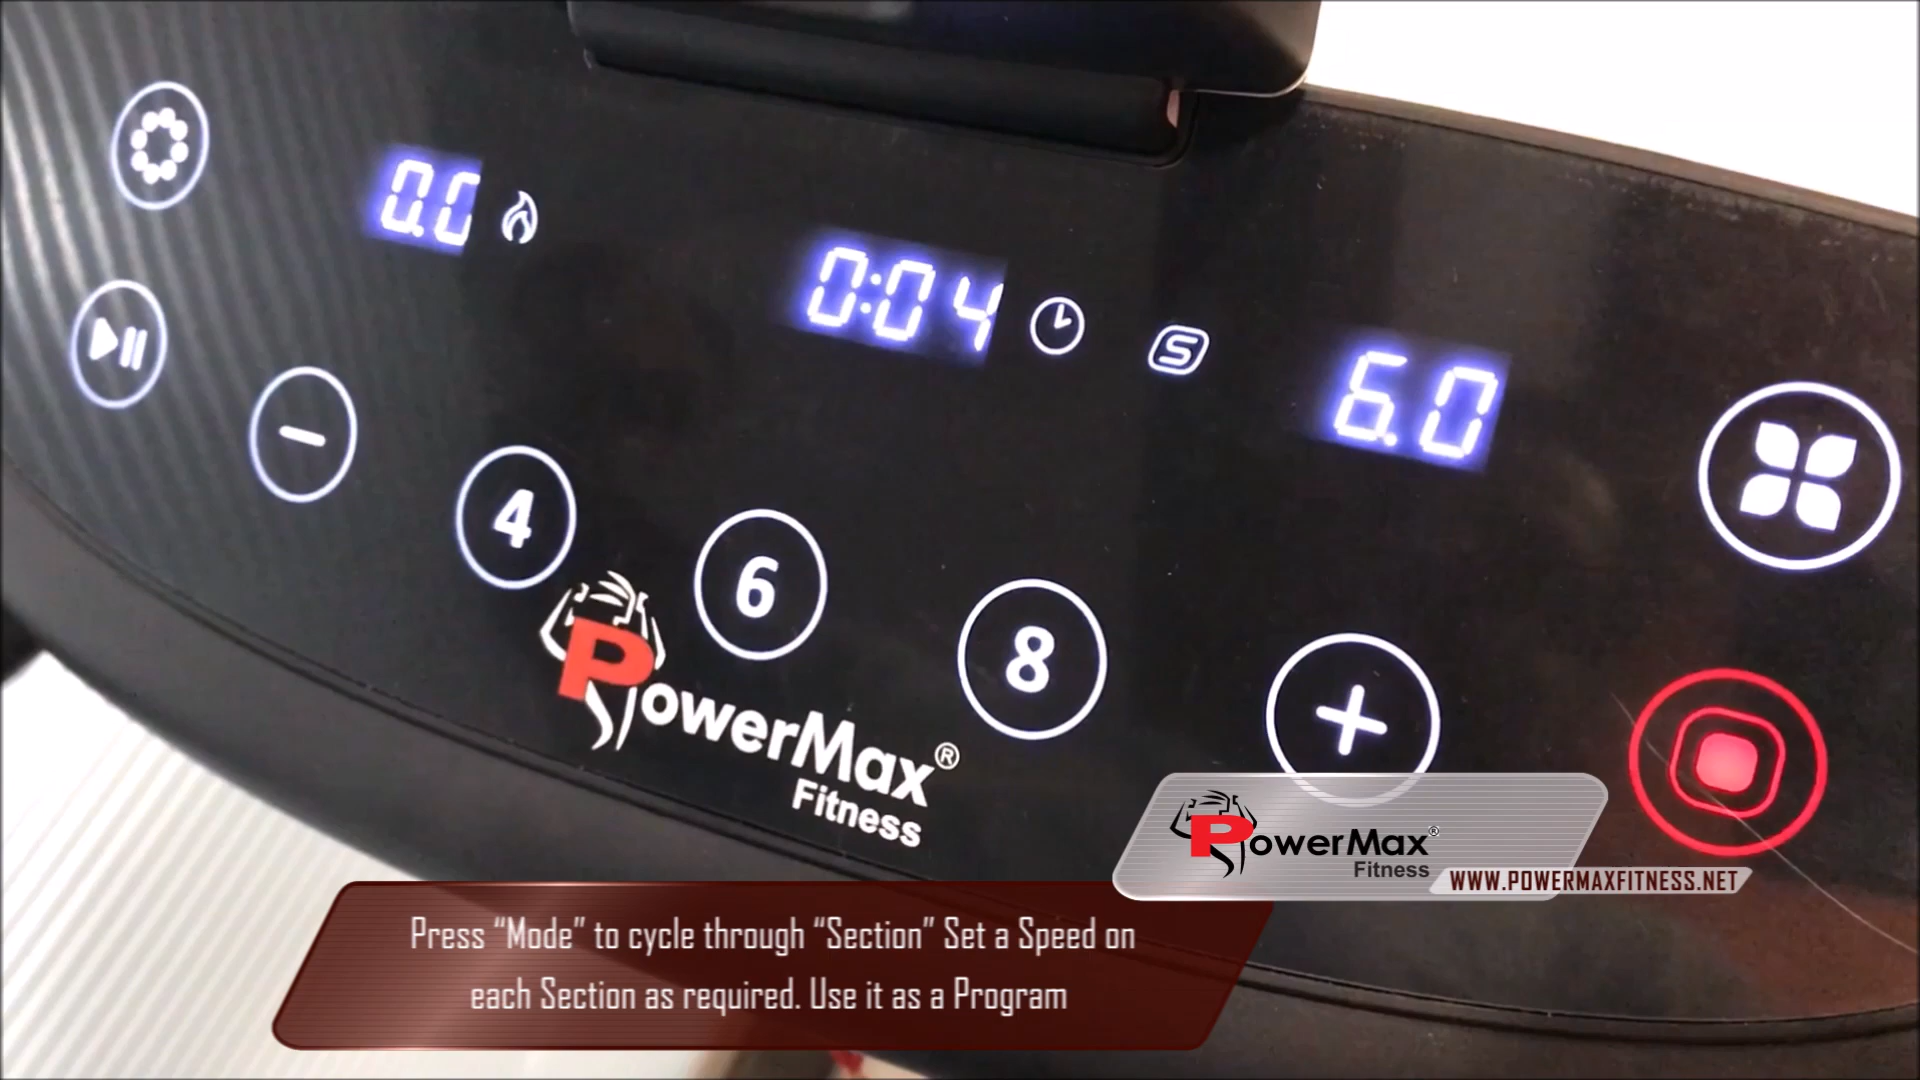 0.0
0:04
S
6.0
4
6
8
PowerMax®
Fitness
PowerMax®
Fitness
WWW.POWERMAXFITNESS.NET
Press “Mode” to cycle through “Section” Set a Speed on
each Section as required. Use it as a Program